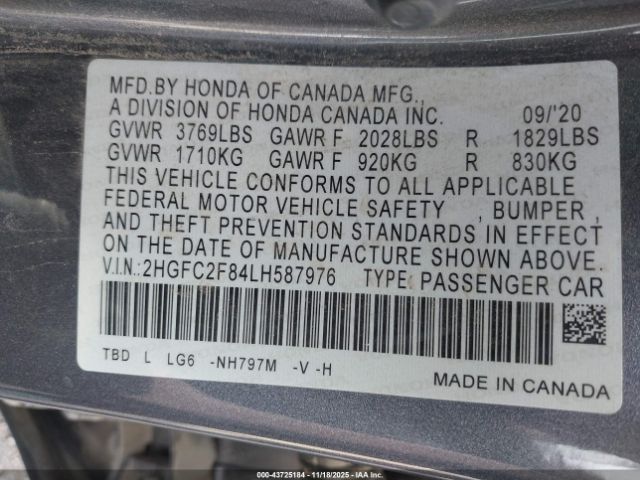 MFD.BY HONDA OF CANADA MFG.,
A DIVISION OF HONDA CANADA INC. 09/'20
GVWR 3769LBS GAWR F 2028LBS R 1829LBS
GVWR 1710KG GAWR F 920KG R 830KG
THIS VEHICLE CONFORMS TO ALL APPLICABLE
FEDERAL MOTOR VEHICLE SAFETY , BUMPER ,
AND THEFT PREVENTION STANDARDS IN EFFECT
ON THE DATE OF MANUFACTURE SHOWN ABOVE.
V.I.N.:2HGFC2F84LH587976 TYPE: PASSENGER CAR
TBD L LG6 -NH797M -V -H
MADE IN CANADA
000-43725184 - 11/18/2025 - IAA Inc.